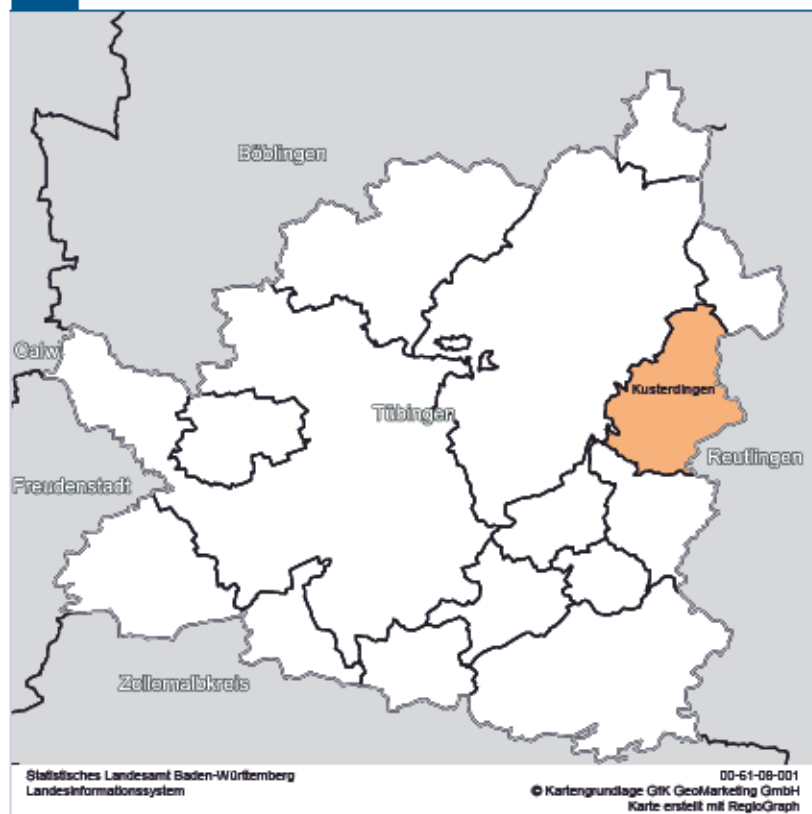 Böblingen
Calw
Kusterdingen
Tübingen
Reutlingen
Freudenstadt
Zollernalbkreis
Statistisches Landesamt Baden-Württemberg
Landesinformationssystem
00-61-08-001
© Kartengrundlage GfK GeoMarketing GmbH
Karte erstellt mit RegioGraph